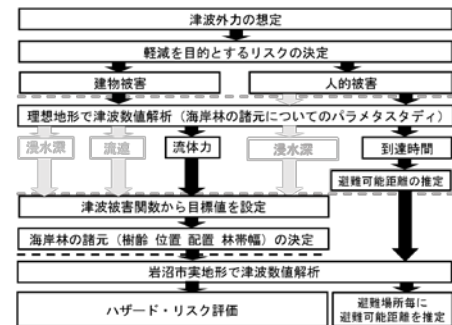 津波外力の想定
軽減を目的とするリスクの決定
建物被害 人的被害
理想地形で津波数値解析（海岸林の諸元についてのパラメタスタディ）
浸水深 流速 流体力 浸水深 到達時間
避難可能距離の推定
津波被害関数から目標値を設定
海岸林の諸元（樹齢 位置 配置 林帯幅）の決定
岩沼市実地形で津波数値解析
ハザード・リスク評価
避難場所毎に
避難可能距離を推定